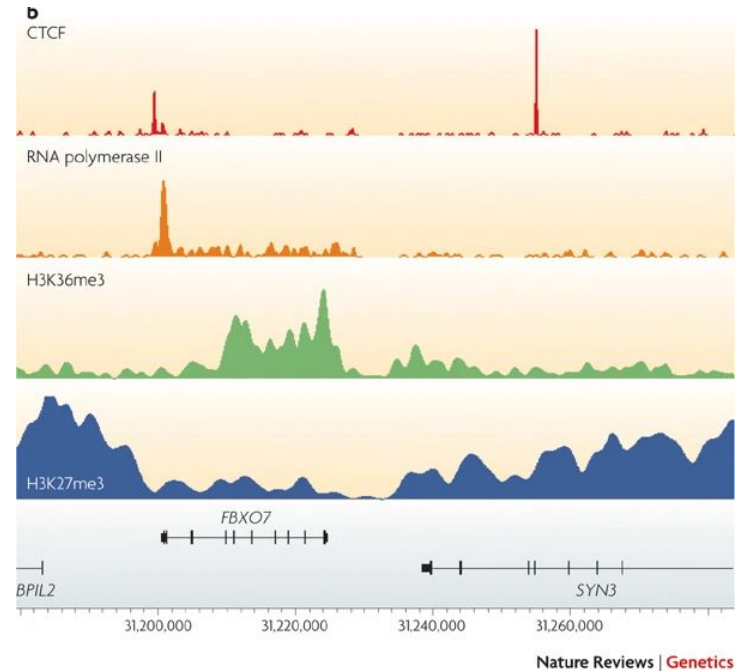 b
CTCF
RNA polymerase II
H3K36me3
H3K27me3
FBXO7
BPIL2
SYN3
31,200,000 31,220,000 31,240,000 31,260,000
Nature Reviews | Genetics